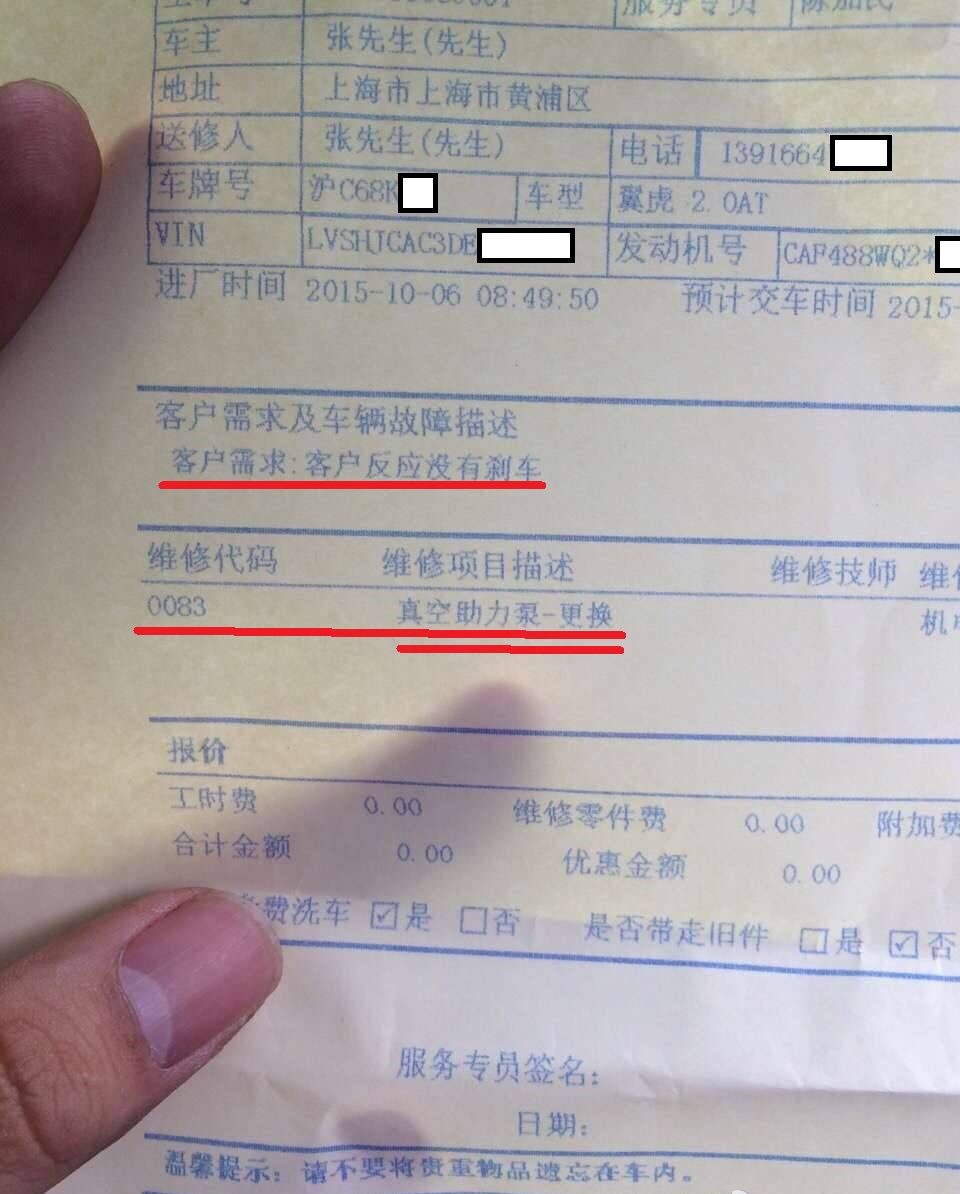 服务专员
车主 张先生(先生)
地址 上海市上海市黄浦区
送修人 张先生(先生) 电话 1391664
车牌号 沪C68K 车型 翼虎 2.0AT
VIN LVSHJCAC3DE 发动机号 CAF488WQ2*
进厂时间 2015-10-06 08:49:50 预计交车时间 2015-
客户需求及车辆故障描述
客户需求:客户反应没有刹车
维修代码 维修项目描述 维修技师
0083 真空助力泵-更换
报价
工时费 0.00 维修零件费 0.00 附加费
合计金额 0.00 优惠金额 0.00
费洗车 ☑是 □否 是否带走旧件 □是 ☑否
服务专员签名:
日期:
温馨提示: 请不要将贵重物品遗忘在车内。